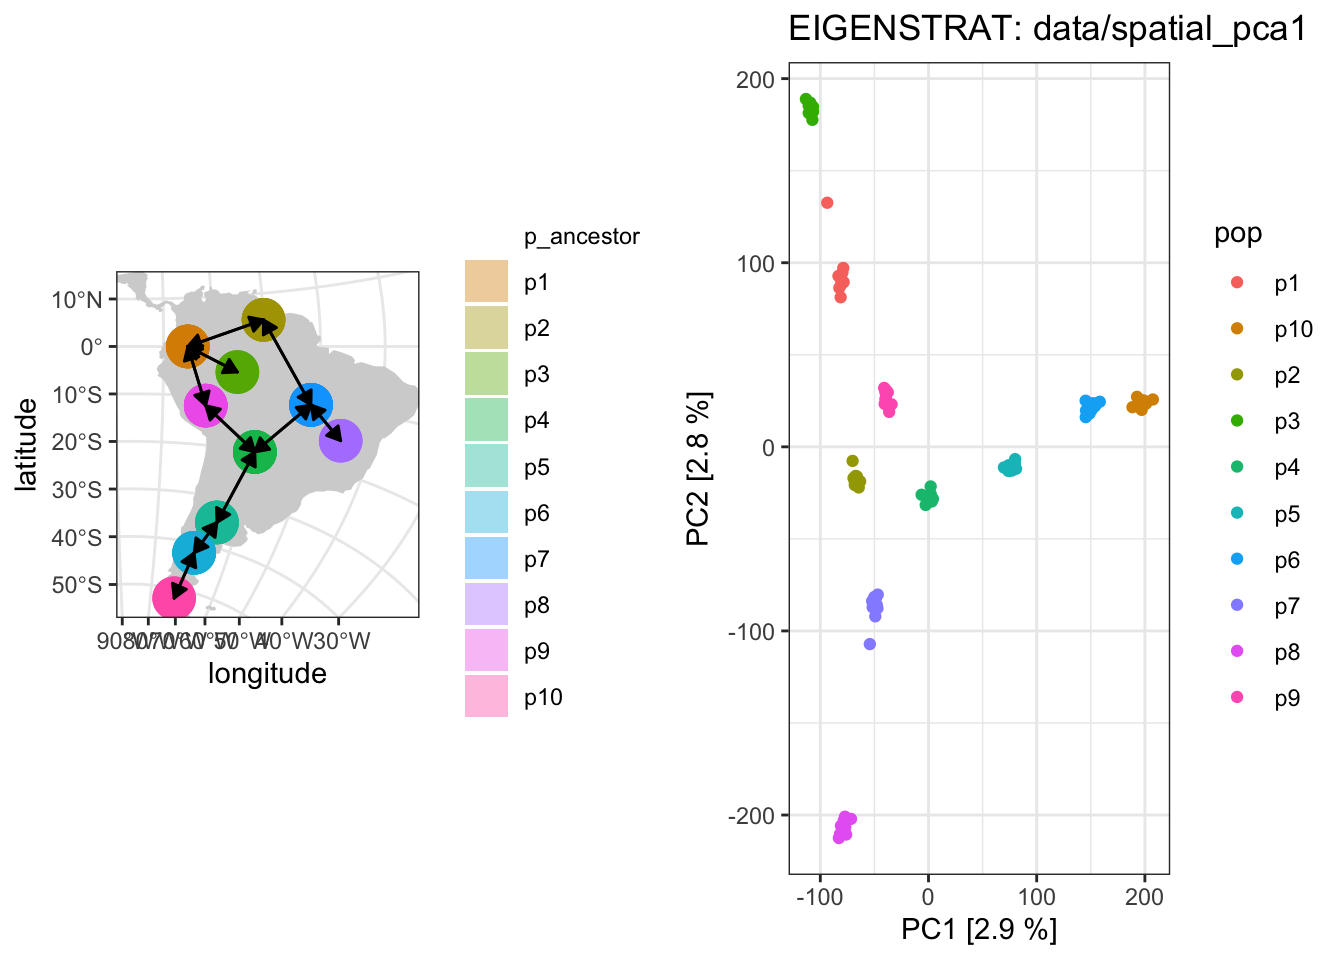 EIGENSTRAT: data/spatial_pca1
10°N
0°
10°S
20°S
30°S
40°S
50°S
latitude
40°W
30°W
longitude
p_ancestor
p1
p2
p3
p4
p5
p6
p7
p8
p9
p10
200
100
0
-100
-200
PC2 [2.8 %]
-100
0
100
200
PC1 [2.9 %]
pop
p1
p10
p2
p3
p4
p5
p6
p7
p8
p9